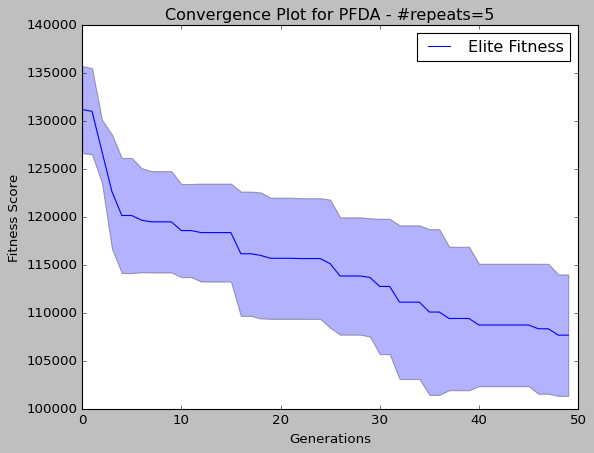 Convergence Plot for PFDA - #repeats=5
Elite Fitness
140000
135000
130000
125000
120000
115000
110000
105000
100000
Fitness Score
0 10 20 30 40 50
Generations